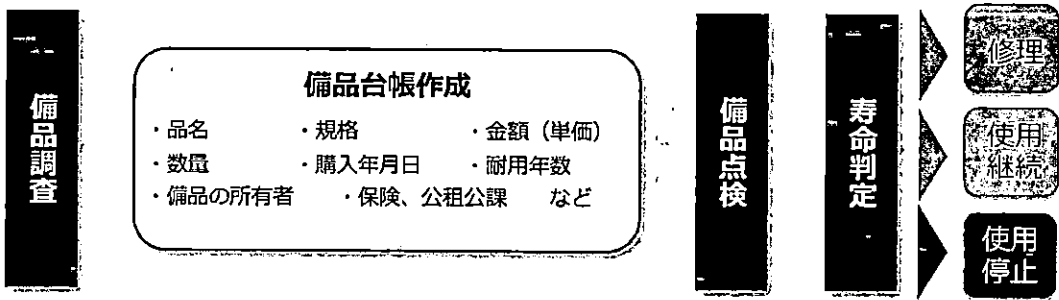 備品調査
備品台帳作成
・品名 ・規格 ・金額（単価）
・数量 ・購入年月日 ・耐用年数
・備品の所有者 ・保険、公租公課 など
備品点検
寿命判定
修理
使用
継続
使用
停止